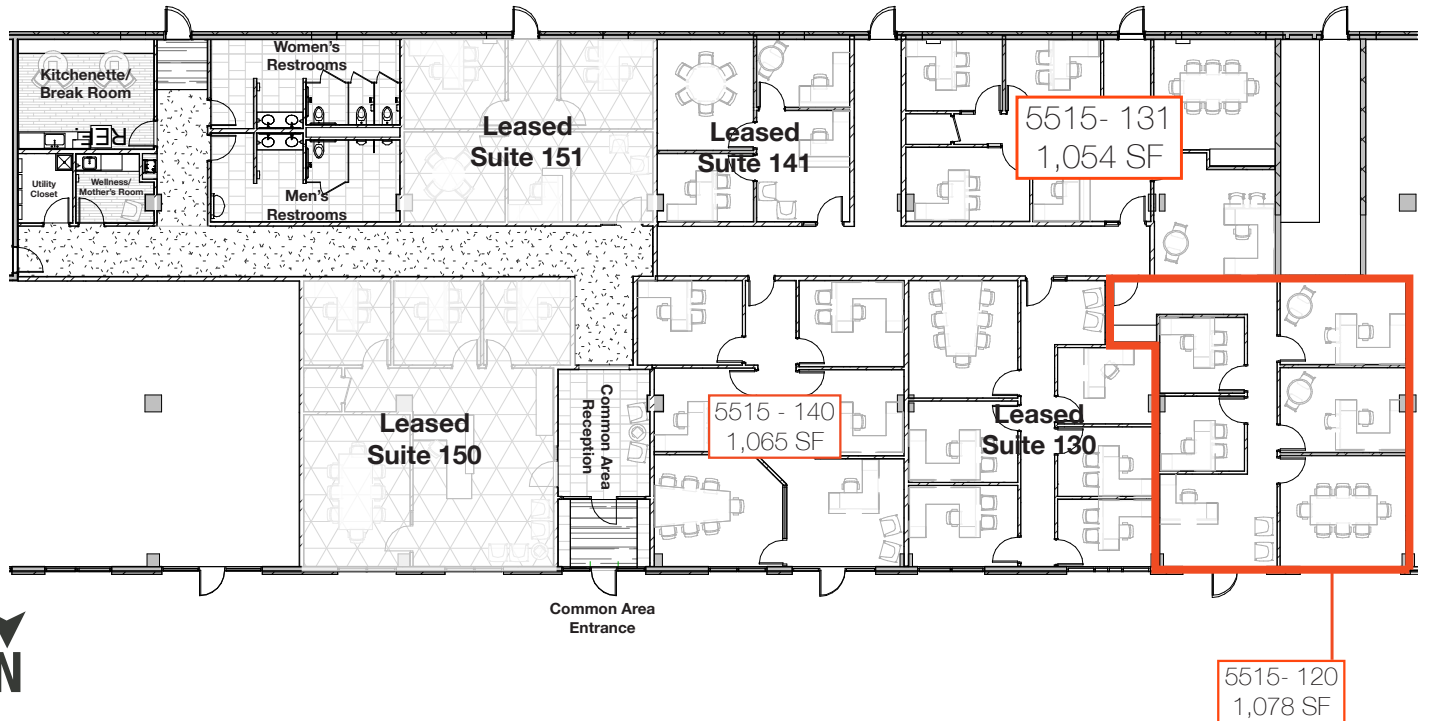 Kitchenette/
Break Room
REF
Women's
Restrooms
Leased
Suite 151
Leased
Suite 141
5515- 131
1,054 SF
Utility
Closet
Wellness/
Mother's Room
Men's
Restrooms
Leased
Suite 150
Common Area
Reception
5515 - 140
1,065 SF
Leased
Suite 130
Common Area
Entrance
N
5515- 120
1,078 SF